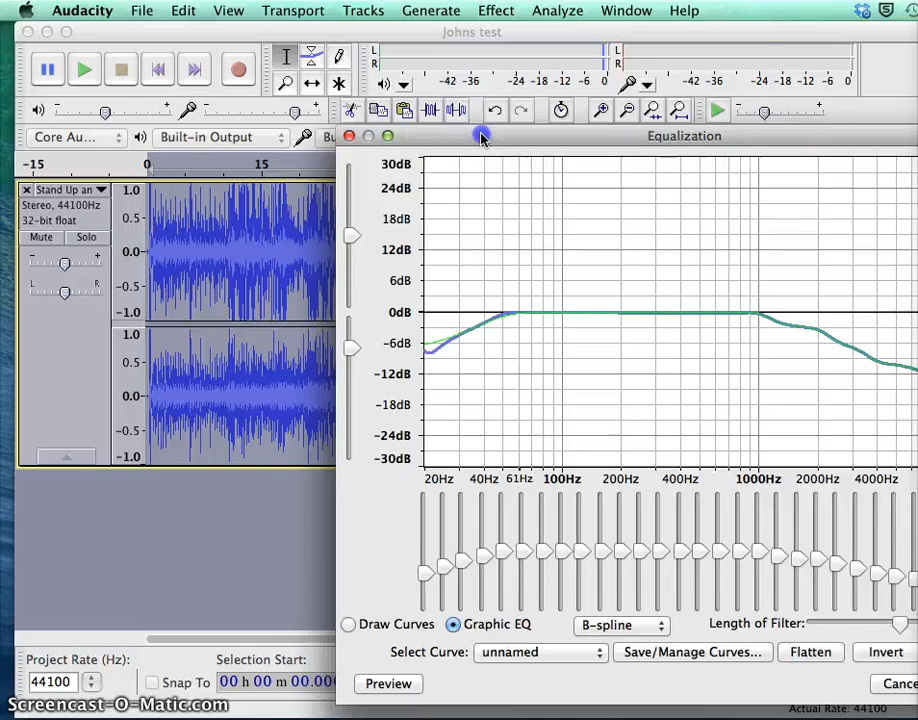 Audacity File Edit View Transport Tracks Generate Effect Analyze Window Help
Johns test
L
R
-42 -36 -24 -12 0
L
R
-42 -36 -24 -12 0
Core Au... Built-in Output Bu
-15 0 15
Equalization
Stand Up an
Stereo, 44100Hz
32-bit float
Mute Solo
- +
L R
1.0
0.5
0.0
-0.5
-1.0
1.0
0.5
0.0
-0.5
-1.0
30dB
24dB
18dB
12dB
6dB
0dB
-6dB
-12dB
-18dB
-24dB
-30dB
20Hz 40Hz 61Hz 100Hz 200Hz 400Hz 1000Hz 2000Hz 4000Hz
Draw Curves Graphic EQ B-spline Length of Filter:
Select Curve: unnamed Save/Manage Curves... Flatten Invert
Preview Cance
Project Rate (Hz): Selection Start:
44100 Snap To 00 h 00 m 00.000
Actual Rate: 44100
Screencast-O-Matic.com